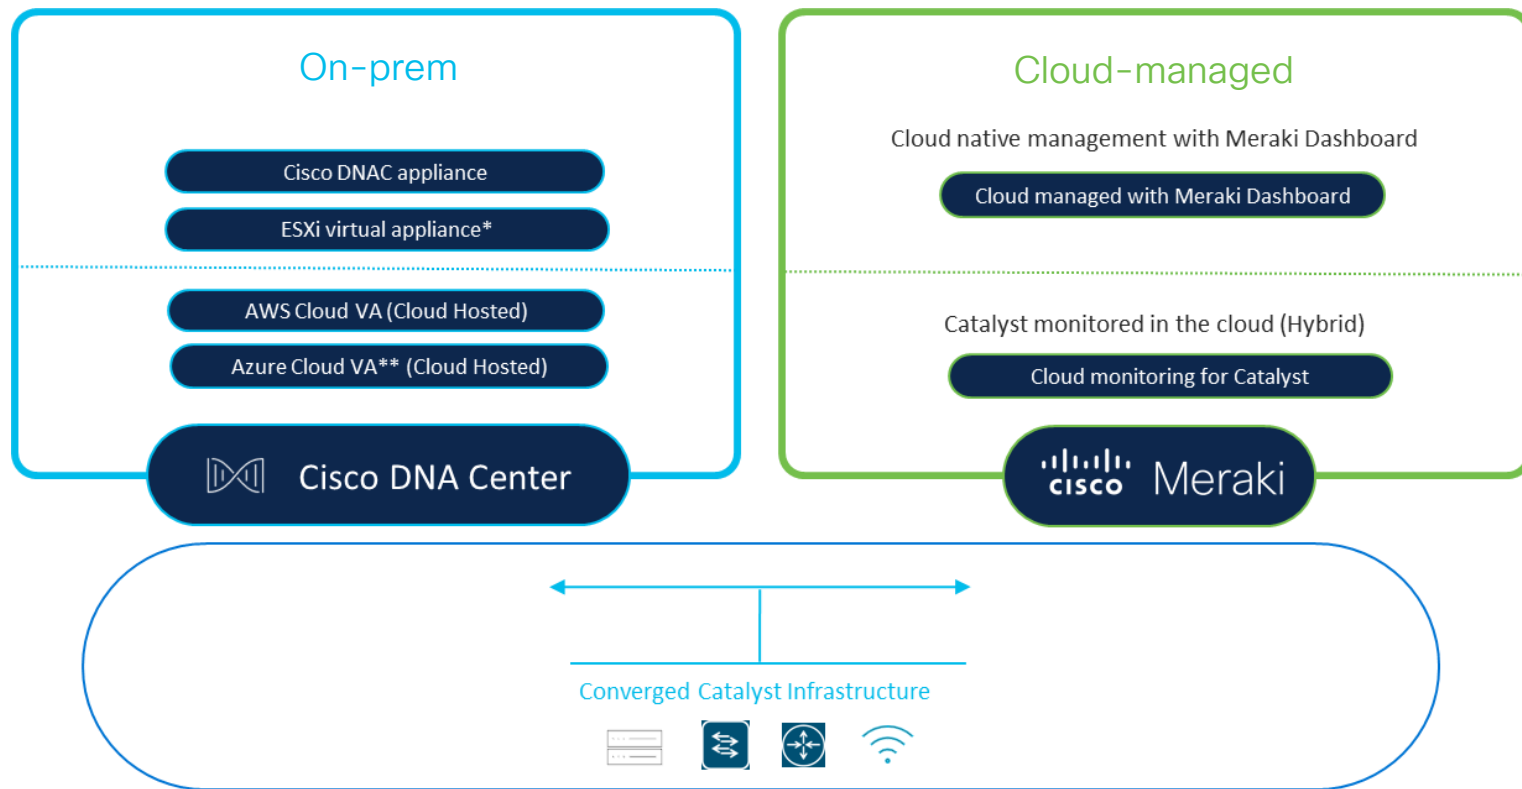 On-prem
Cisco DNAC appliance
ESXi virtual appliance*
AWS Cloud VA (Cloud Hosted)
Azure Cloud VA** (Cloud Hosted)
Cisco DNA Center
Cloud-managed
Cloud native management with Meraki Dashboard
Cloud managed with Meraki Dashboard
Catalyst monitored in the cloud (Hybrid)
Cloud monitoring for Catalyst
CISCO Meraki
Converged Catalyst Infrastructure